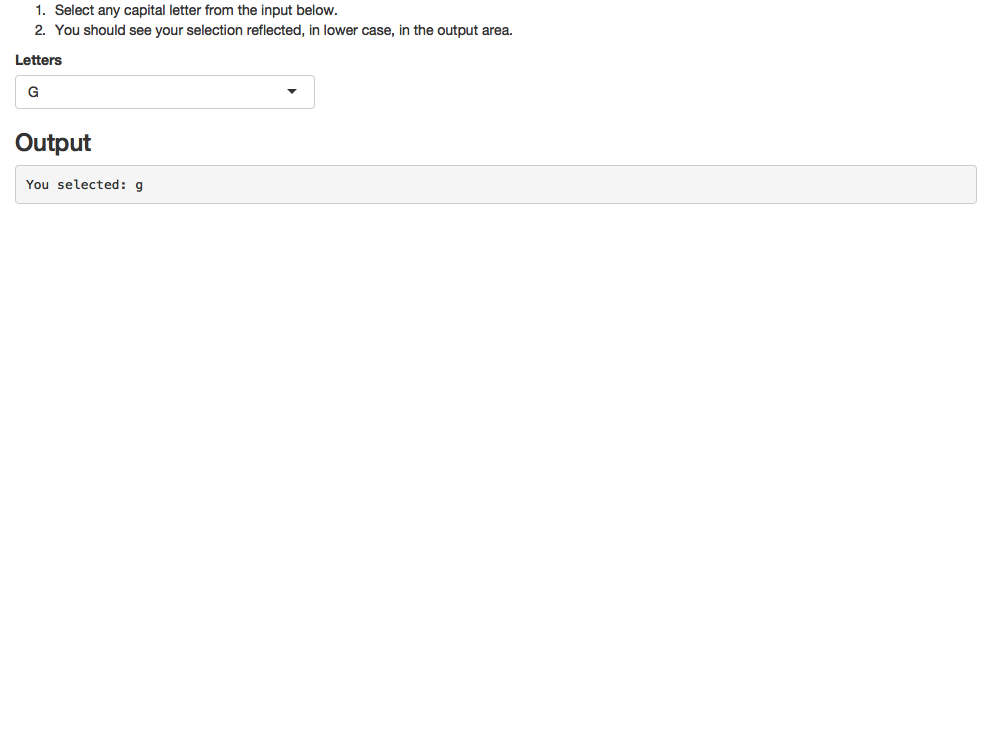 1. Select any capital letter from the input below.
2. You should see your selection reflected, in lower case, in the output area.
Letters
G
Output
You selected: g